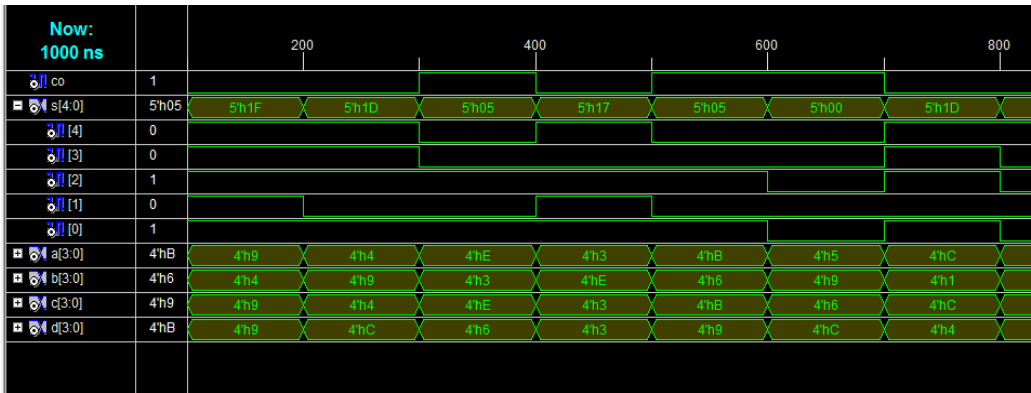 Now:
1000 ns
200 400 600 800
co 1
s[4:0] 5'h05 5'h1F 5'h1D 5'h05 5'h17 5'h05 5'h00 5'h1D
[4] 0
[3] 0
[2] 1
[1] 0
[0] 1
a[3:0] 4'hB 4'h9 4'h4 4'hE 4'h3 4'hB 4'h5 4'hC
b[3:0] 4'h6 4'h4 4'h9 4'h3 4'hE 4'h6 4'h9 4'h1
c[3:0] 4'h9 4'h9 4'h4 4'hE 4'h3 4'hB 4'h6 4'hC
d[3:0] 4'hB 4'h9 4'hC 4'h6 4'h3 4'h9 4'hC 4'h4